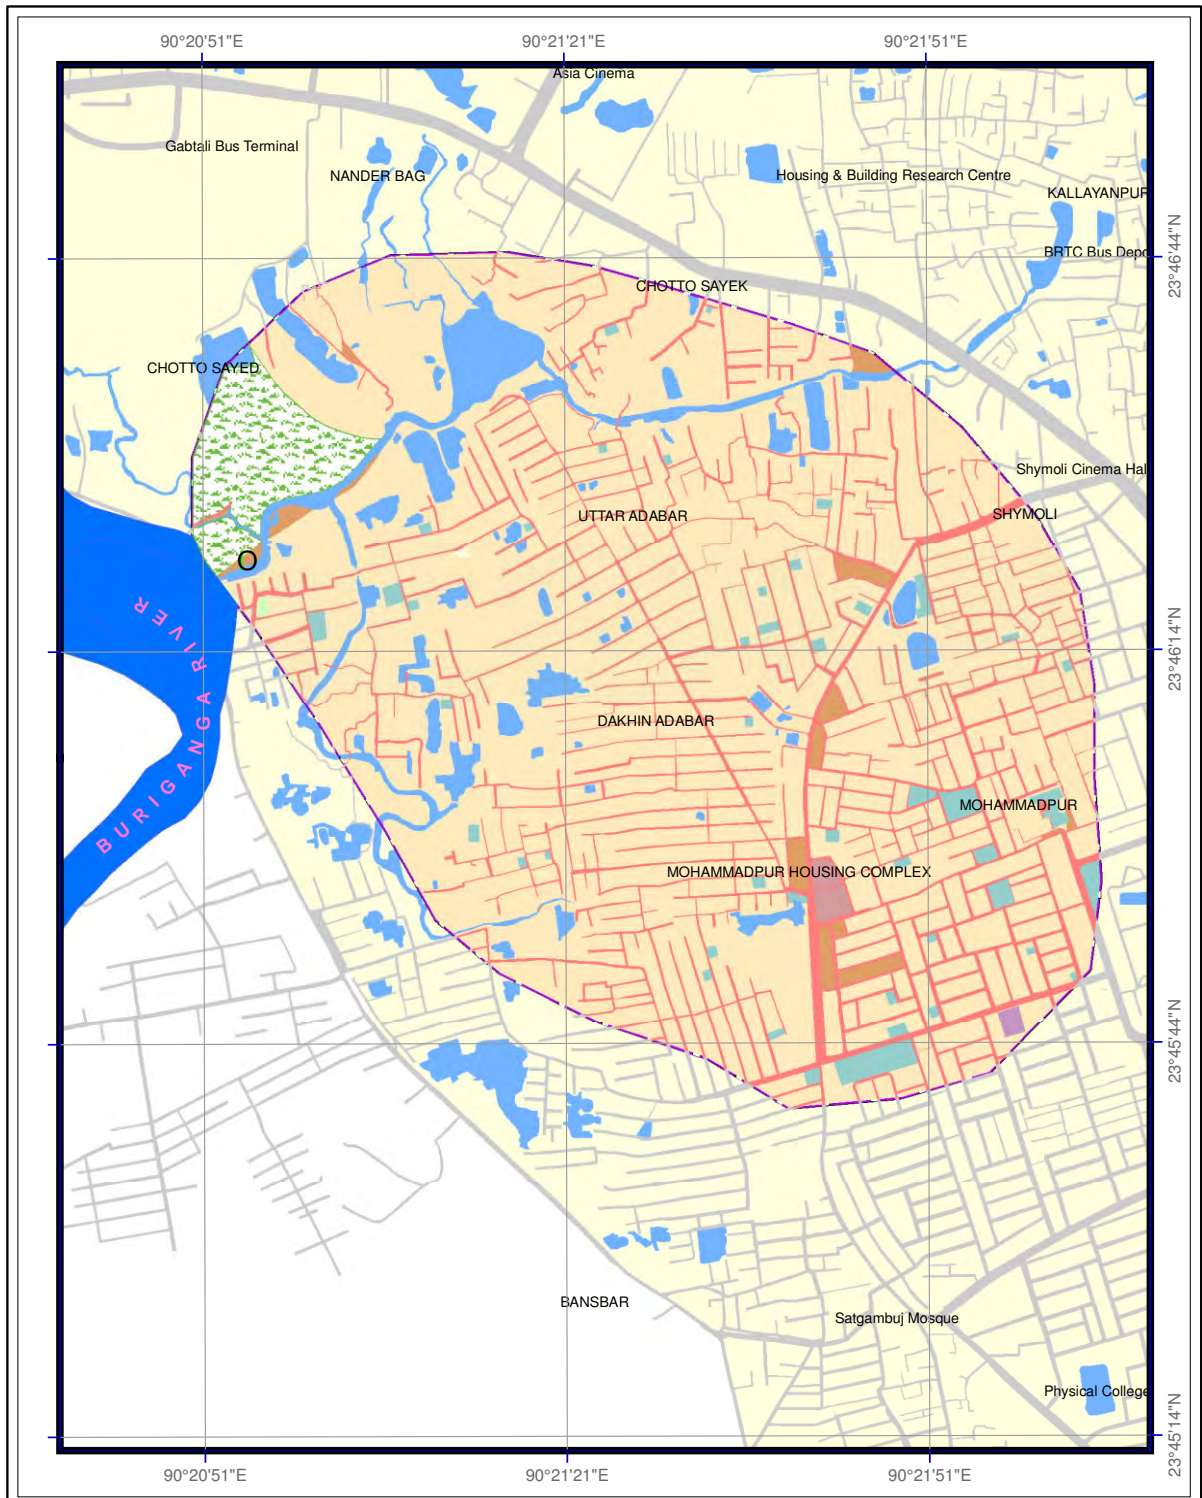 90°20'51"E
90°21'21"E
90°21'51"E
Asia Cinema
Gabtali Bus Terminal
NANDER BAG
Housing & Building Research Centre
KALLAYANPUR
BRTC Bus Depo
23°46'44"N
CHOTTO SAYEK
CHOTTO SAYED
Shymoli Cinema Hal
UTTAR ADABAR
SHYMOLI
O
23°46'14"N
BURIGANGA RIVER
DAKHIN ADABAR
MOHAMMADPUR
MOHAMMADPUR HOUSING COMPLEX
23°45'44"N
BANSBAR
Satgambuj Mosque
Physical College
23°45'14"N
90°20'51"E
90°21'21"E
90°21'51"E